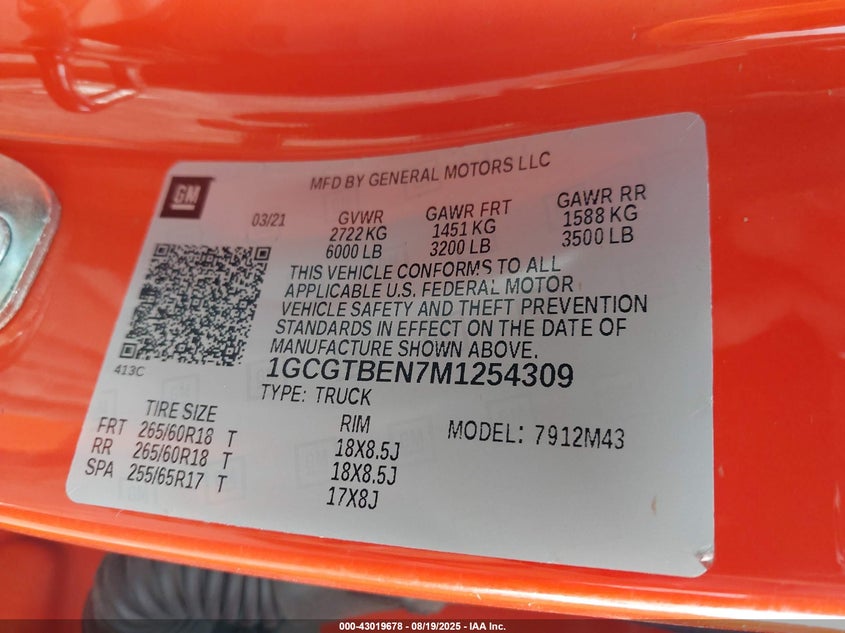 GM
MFD BY GENERAL MOTORS LLC
03/21 GVWR GAWR FRT GAWR RR
2722 KG 1451 KG 1588 KG
6000 LB 3200 LB 3500 LB
THIS VEHICLE CONFORMS TO ALL
APPLICABLE U.S. FEDERAL MOTOR
VEHICLE SAFETY AND THEFT PREVENTION
STANDARDS IN EFFECT ON THE DATE OF
MANUFACTURE SHOWN ABOVE.
413C
1GCGTBEN7M1254309
TYPE: TRUCK
TIRE SIZE RIM MODEL: 7912M43
FRT 265/60R18 T 18X8.5J
RR 265/60R18 T 18X8.5J
SPA 255/65R17 T 17X8J
000-43019678 - 08/19/2025 - IAA Inc.